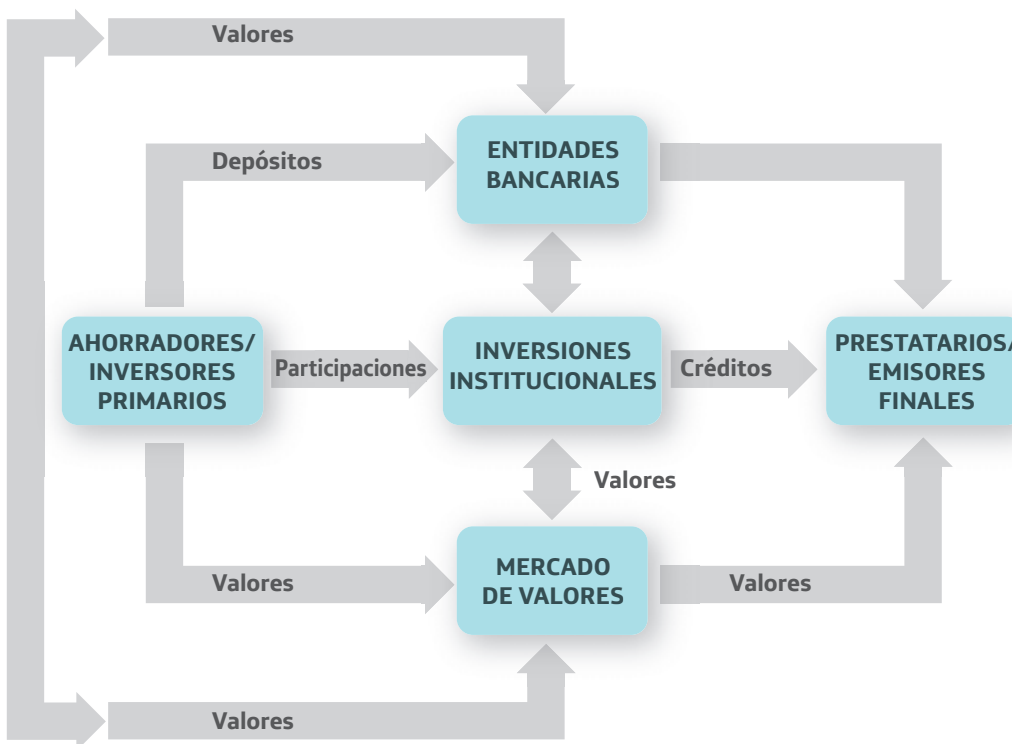 Valores
ENTIDADES
BANCARIAS
Depósitos
AHORRADORES/
INVERSORES
PRIMARIOS
Participaciones
INVERSIONES
INSTITUCIONALES
Créditos
PRESTATARIOS/
EMISORES
FINALES
Valores
MERCADO
DE VALORES
Valores
Valores
Valores